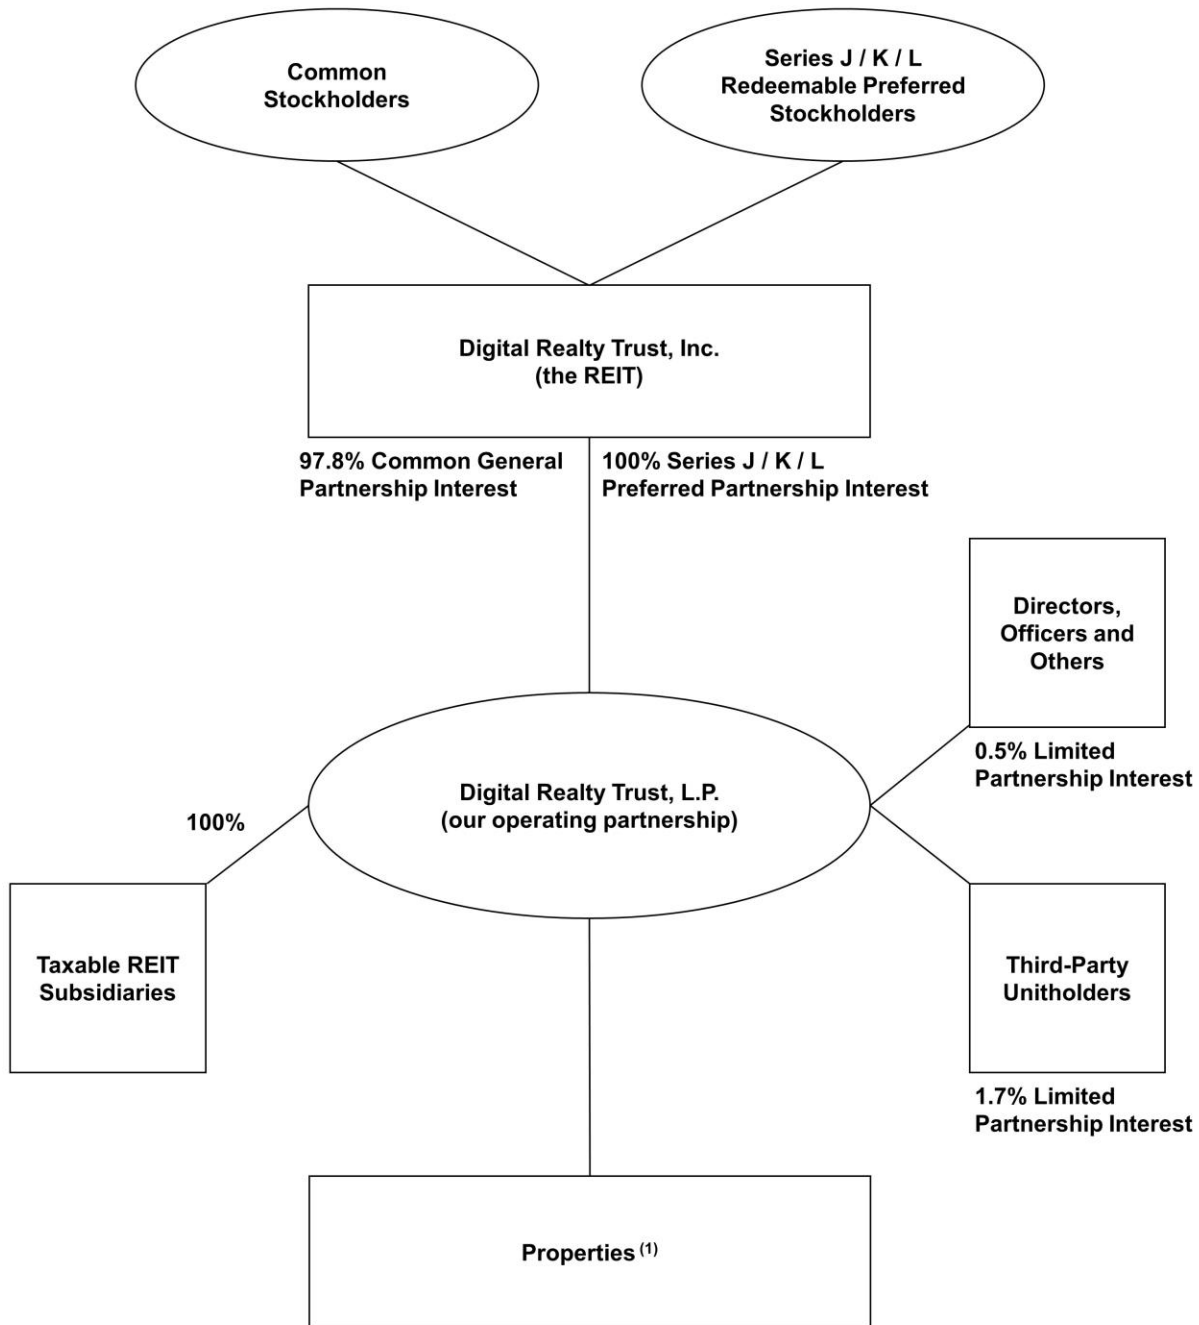 Common
Stockholders
Series J / K / L
Redeemable Preferred
Stockholders
Digital Realty Trust, Inc.
(the REIT)
97.8% Common General
Partnership Interest
100% Series J / K / L
Preferred Partnership Interest
Directors,
Officers and
Others
0.5% Limited
Partnership Interest
Digital Realty Trust, L.P.
(our operating partnership)
100%
Taxable REIT
Subsidiaries
Third-Party
Unitholders
1.7% Limited
Partnership Interest
Properties (1)